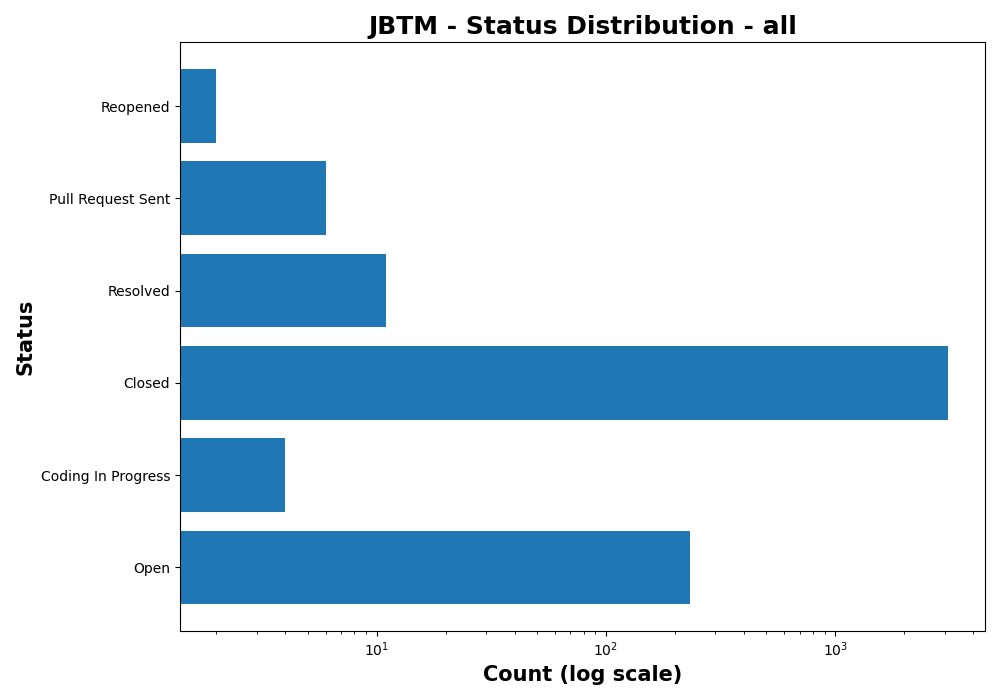 JBTM - Status Distribution - all
Status
Reopened
Pull Request Sent
Resolved
Closed
Coding In Progress
Open
10¹
10²
10³
Count (log scale)